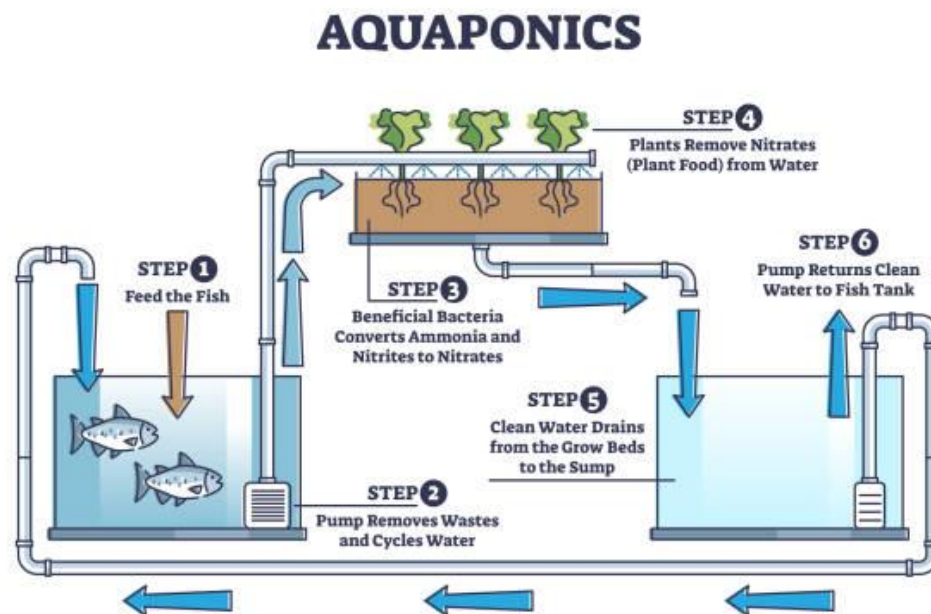 AQUAPONICS
STEP 1
Feed the Fish
STEP 2
Pump Removes Wastes
and Cycles Water
STEP 3
Beneficial Bacteria
Converts Ammonia and
Nitrites to Nitrates
STEP 4
Plants Remove Nitrates
(Plant Food) from Water
STEP 5
Clean Water Drains
from the Grow Beds
to the Sump
STEP 6
Pump Returns Clean
Water to Fish Tank